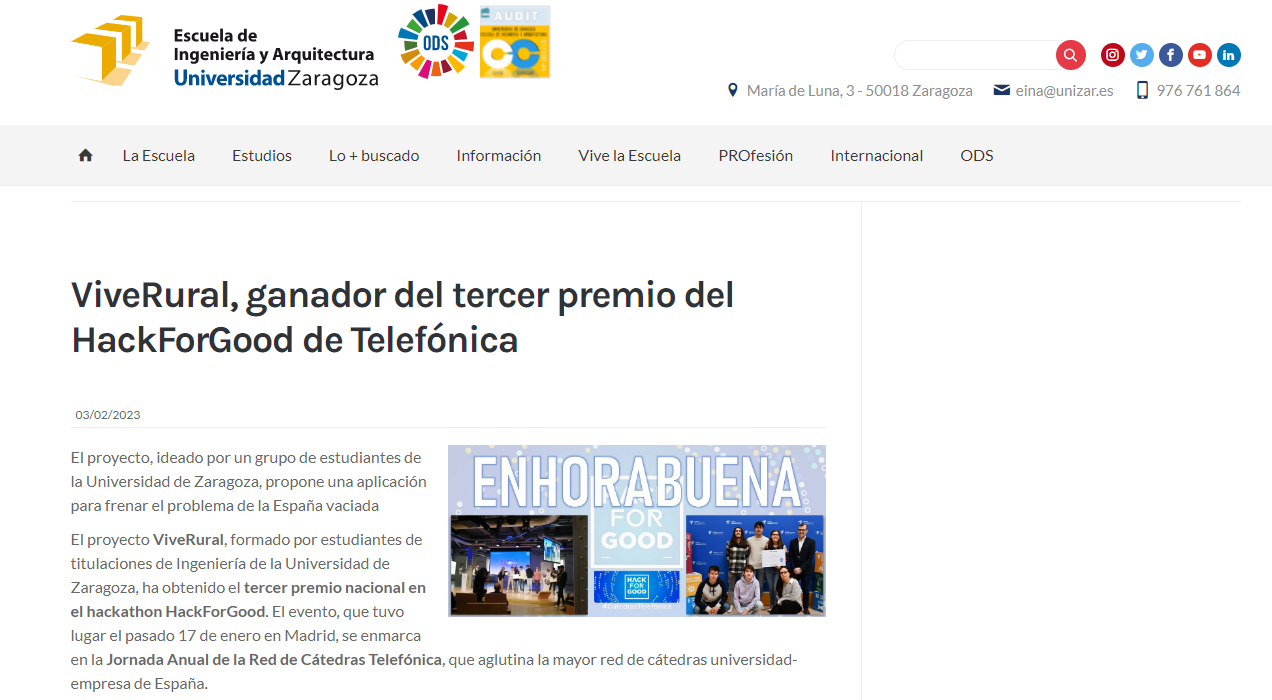 Escuela de
Ingeniería y Arquitectura
Universidad Zaragoza
ODS
AUDIT
María de Luna, 3 - 50018 Zaragoza
eina@unizar.es
976 761 864
La Escuela
Estudios
Lo + buscado
Información
Vive la Escuela
PROfesión
Internacional
ODS
ViveRural, ganador del tercer premio del
HackForGood de Telefónica
03/02/2023
El proyecto, ideado por un grupo de estudiantes de
la Universidad de Zaragoza, propone una aplicación
para frenar el problema de la España vaciada
El proyecto ViveRural, formado por estudiantes de
titulaciones de Ingeniería de la Universidad de
Zaragoza, ha obtenido el tercer premio nacional en
el hackathon HackForGood. El evento, que tuvo
lugar el pasado 17 de enero en Madrid, se enmarca
en la Jornada Anual de la Red de Cátedras Telefónica, que aglutina la mayor red de cátedras universidad-
empresa de España.
ENHORABUENA
HACK
FOR
GOOD
HACK
FOR
GOOD
#CátedrasTelefónica